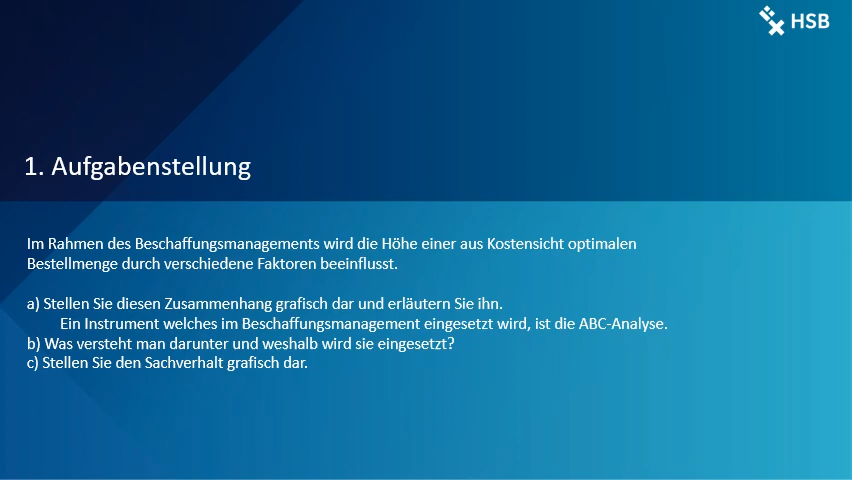 HSB
1. Aufgabenstellung
Im Rahmen des Beschaffungsmanagements wird die Höhe einer aus Kostensicht optimalen
Bestellmenge durch verschiedene Faktoren beeinflusst.
a) Stellen Sie diesen Zusammenhang grafisch dar und erläutern Sie ihn.
Ein Instrument welches im Beschaffungsmanagement eingesetzt wird, ist die ABC-Analyse.
b) Was versteht man darunter und weshalb wird sie eingesetzt?
c) Stellen Sie den Sachverhalt grafisch dar.